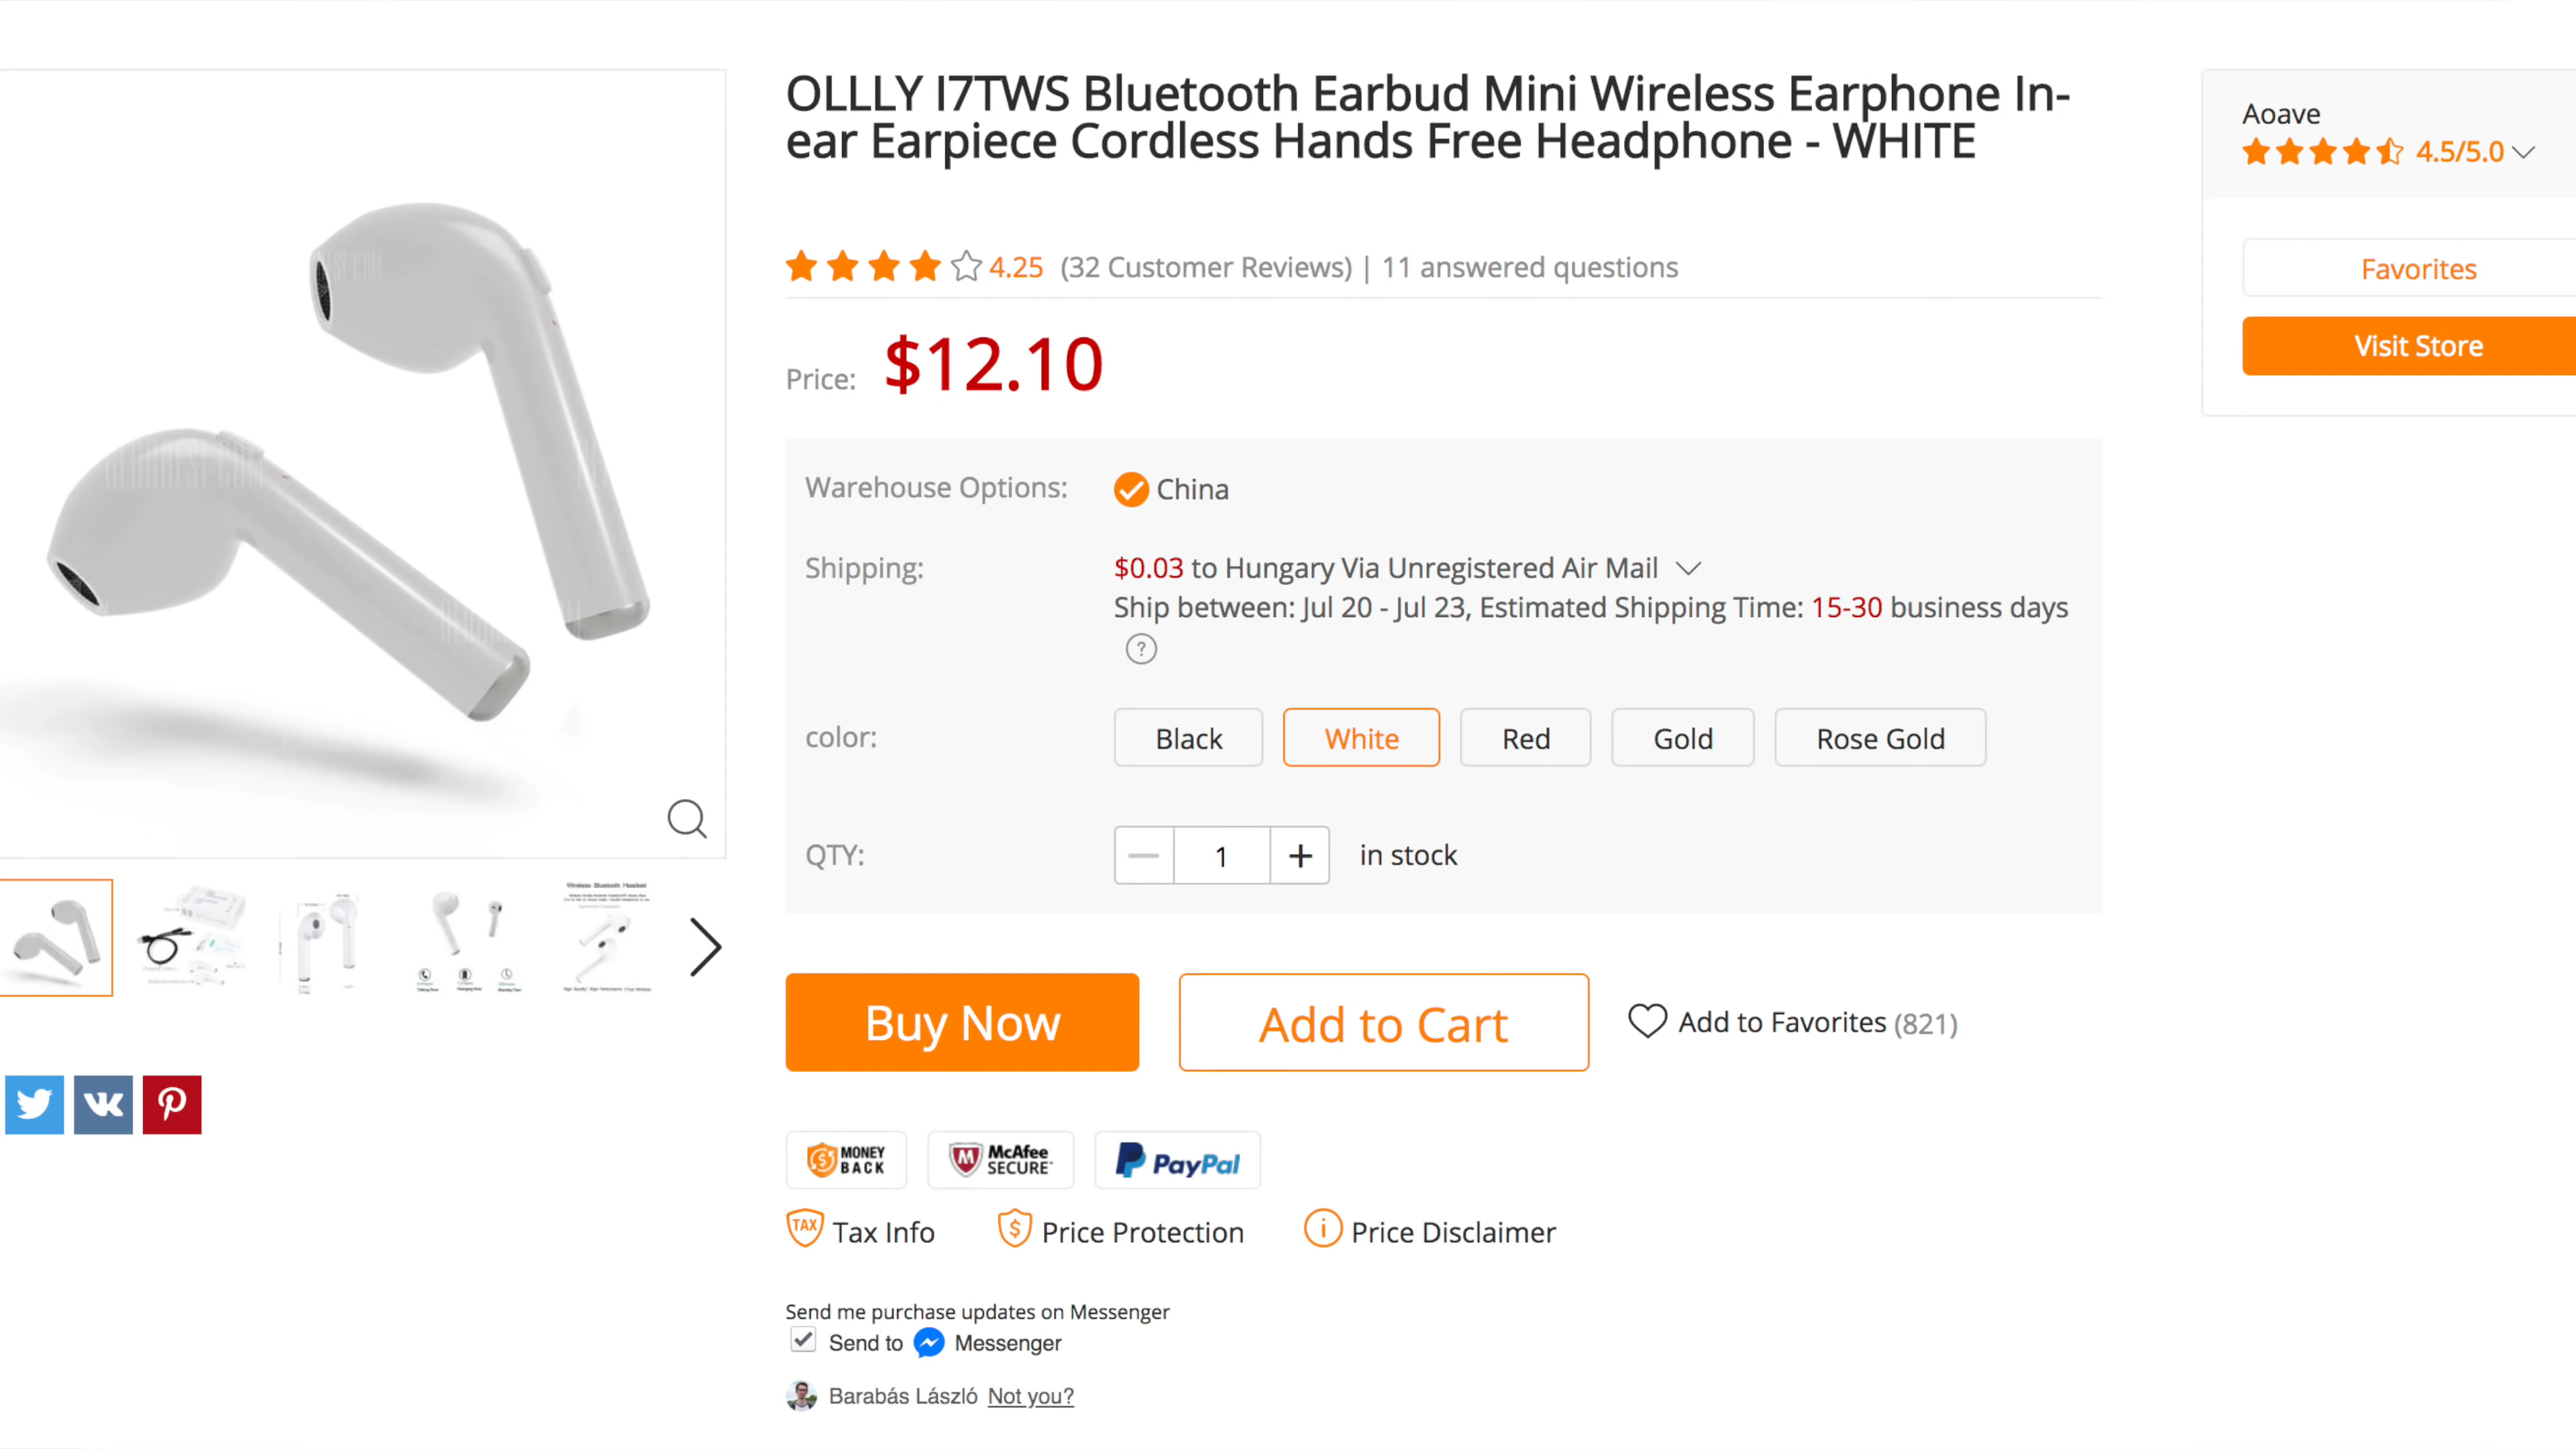 OLLLY I7TWS Bluetooth Earbud Mini Wireless Earphone In-
ear Earpiece Cordless Hands Free Headphone - WHITE
4.25 (32 Customer Reviews) | 11 answered questions
Price: $12.10
Warehouse Options: China
Shipping: $0.03 to Hungary Via Unregistered Air Mail
Ship between: Jul 20 - Jul 23, Estimated Shipping Time: 15-30 business days
?
color: Black White Red Gold Rose Gold
QTY: 1 + in stock
Wireless Bluetooth Headset
Buy Now Add to Cart Add to Favorites (821)
MONEY BACK
McAfee SECURE
PayPal
TAX Tax Info $ Price Protection i Price Disclaimer
Send me purchase updates on Messenger
Send to Messenger
Barabás László Not you?
Aoave
4.5/5.0
Favorites
Visit Store